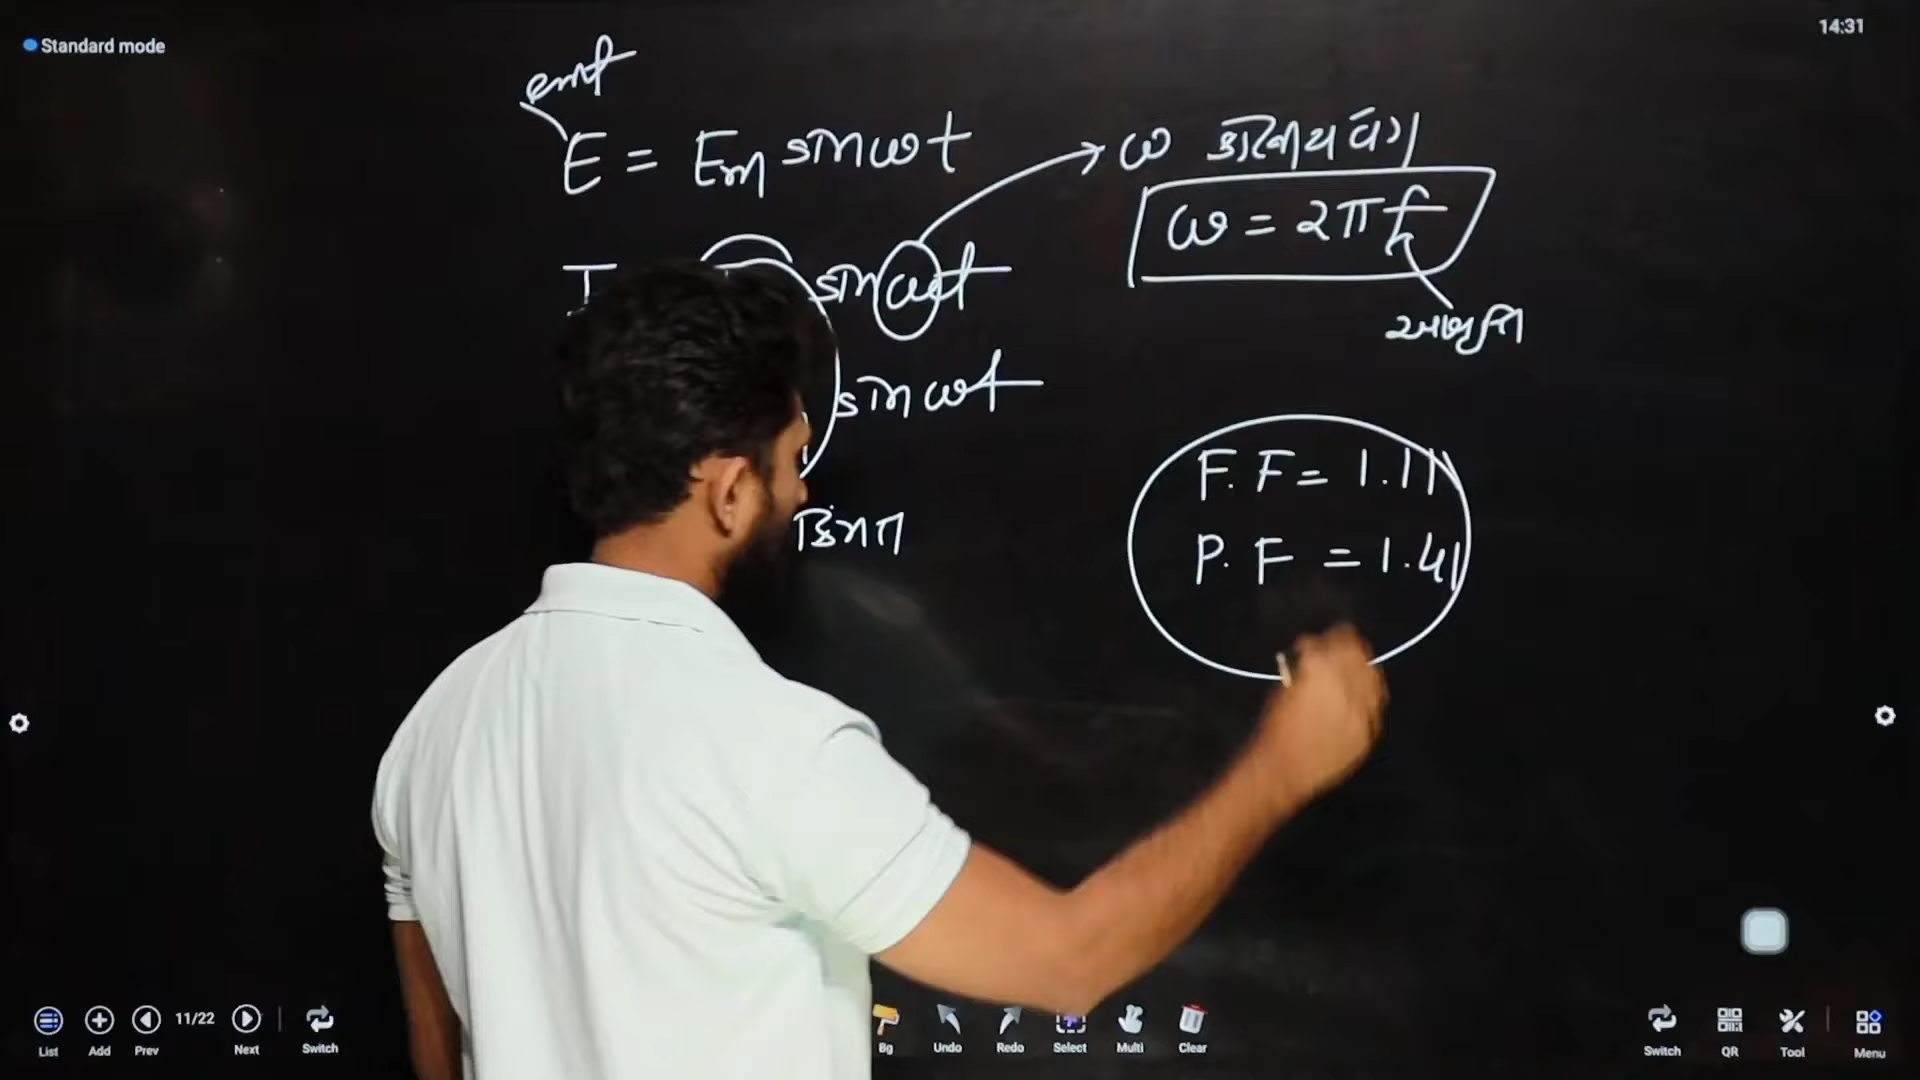 Standard mode
14:31
emf
E = Em sinωt
ω કોણીય વેગ
ω = 2πf
I sinωt
આવૃત્તિ
sinωt
F.F = 1.11
કિંમત
P.F = 1.41
List Add Prev 11/22 Next Switch Bg Undo Redo Select Multi Clear Switch QR Tool Menu